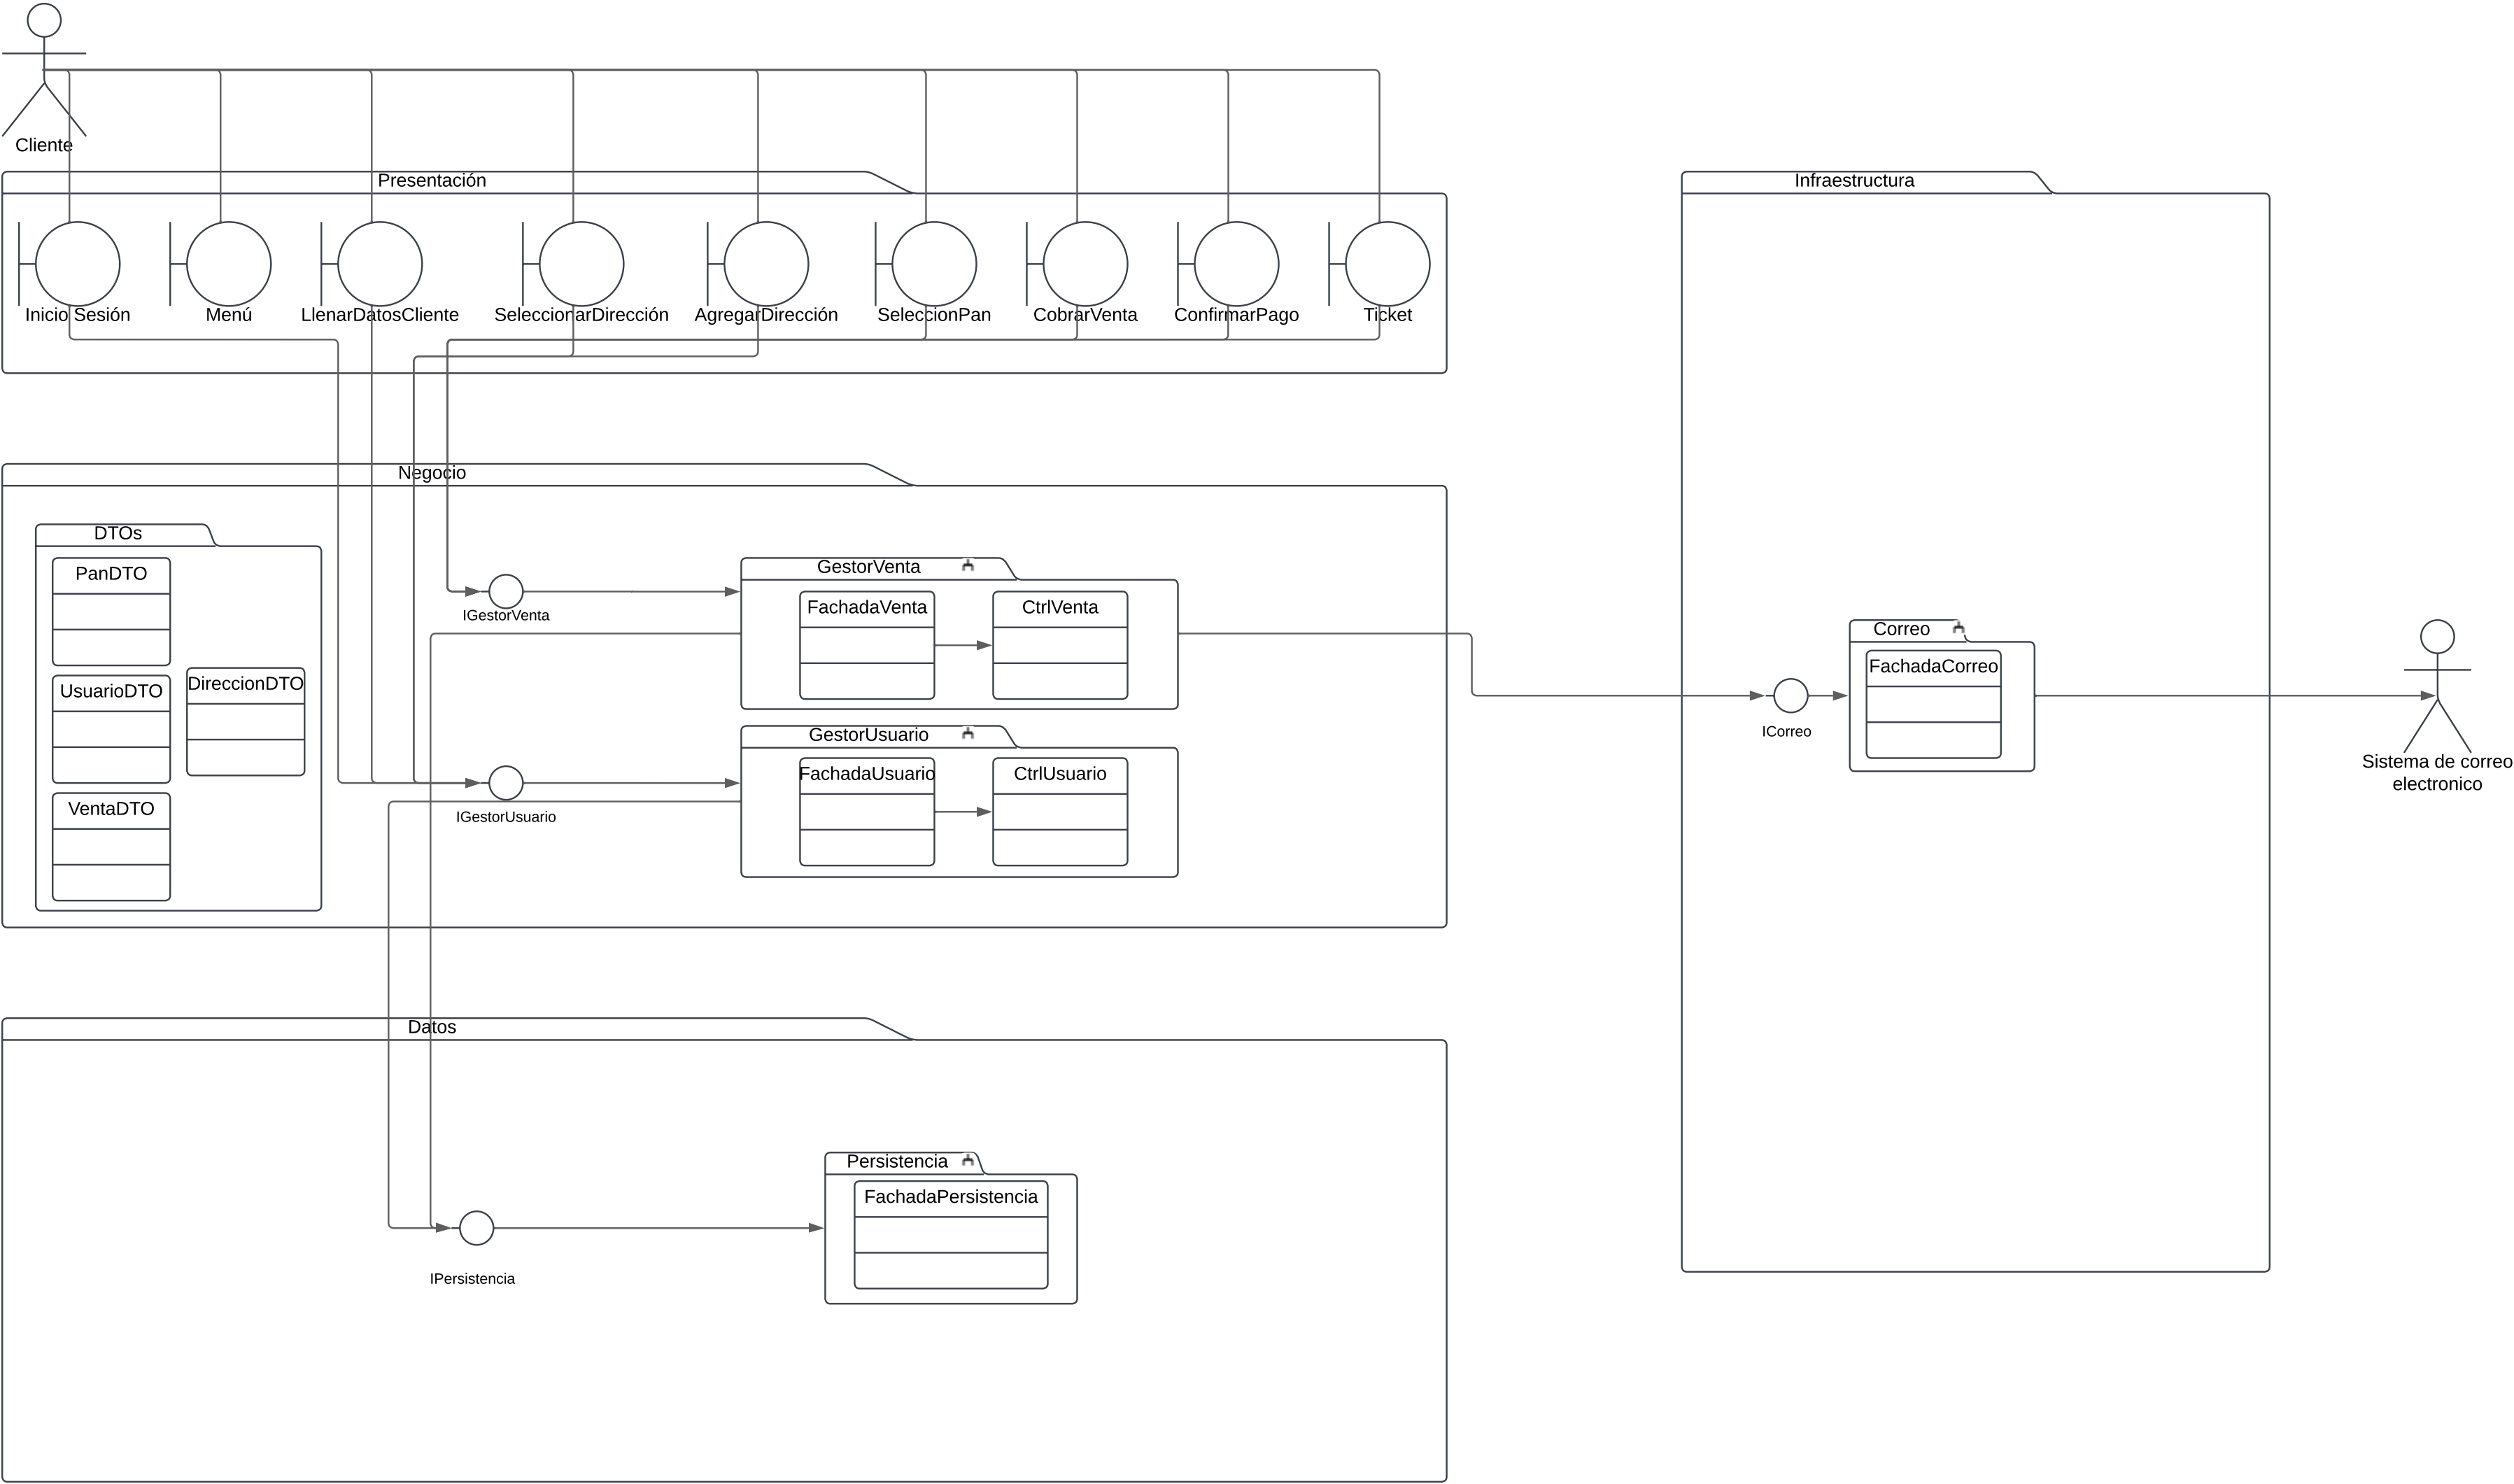 Cliente
Presentación
Infraestructura
Inicio Sesión
Menú
LlenarDatosCliente
SeleccionarDirección
AgregarDirección
SeleccionPan
CobrarVenta
ConfirmarPago
Ticket
Negocio
DTOs
PanDTO
UsuarioDTO
DireccionDTO
VentaDTO
IGestorVenta
GestorVenta
FachadaVenta
CtrlVenta
IGestorUsuario
GestorUsuario
FachadaUsuario
CtrlUsuario
ICorreo
Correo
FachadaCorreo
Sistema de correo
electronico
Datos
IPersistencia
Persistencia
FachadaPersistencia